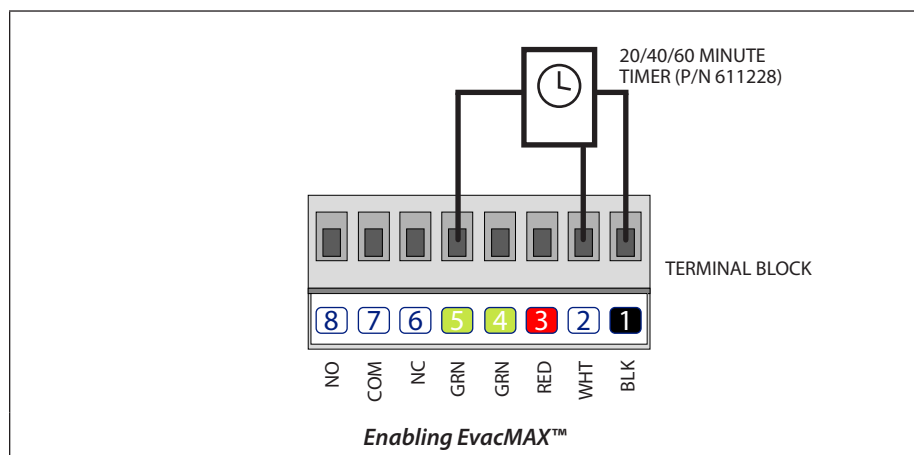 20/40/60 MINUTE
TIMER (P/N 611228)
TERMINAL BLOCK
8 7 6 5 4 3 2 1
NO COM NC GRN GRN RED WHT BLK
Enabling EvacMAX™